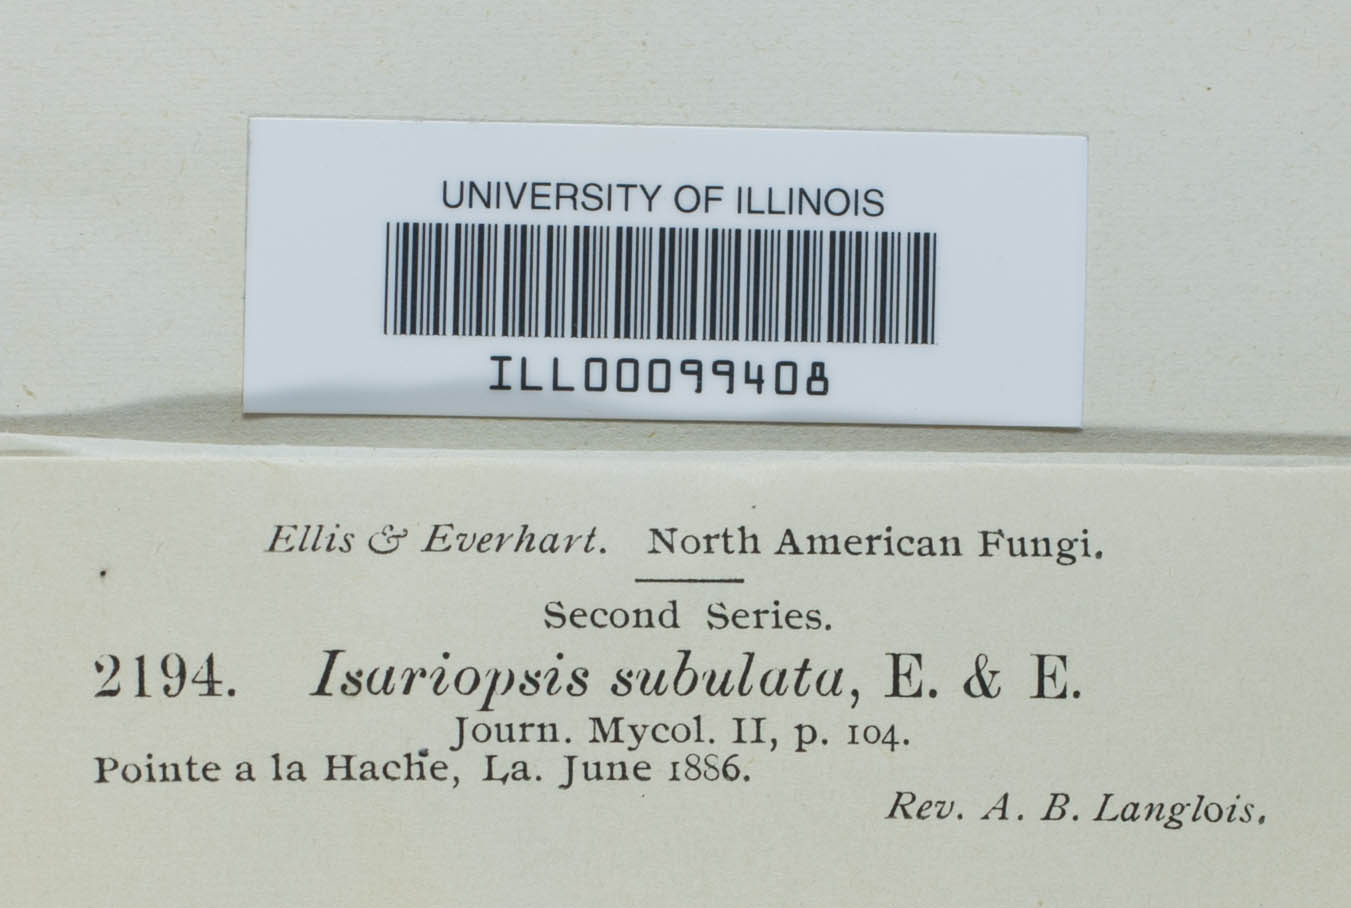 UNIVERSITY OF ILLINOIS
ILL00099408
Ellis & Everhart. North American Fungi.
Second Series.
2194. Isariopsis subulata, E. & E.
Journ. Mycol. II, p. 104.
Pointe a la Hache, La. June 1886.
Rev. A. B. Langlois.